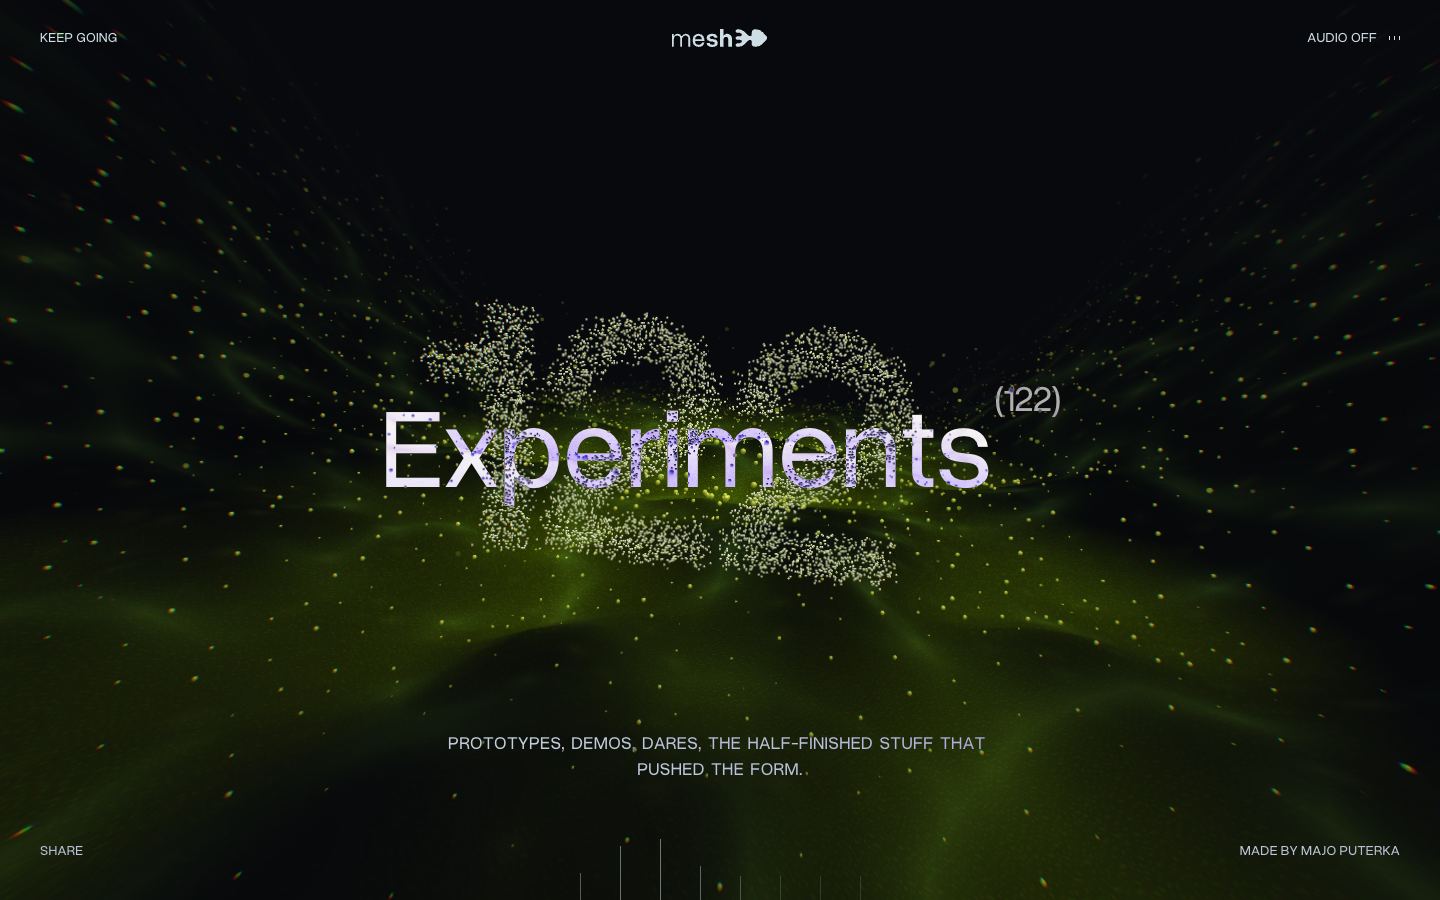 KEEP GOING
mesh
AUDIO OFF
122
(122)
Experiments
PROTOTYPES, DEMOS, DARES, THE HALF-FINISHED STUFF THAT
PUSHED THE FORM.
SHARE
MADE BY MAJO PUTERKA